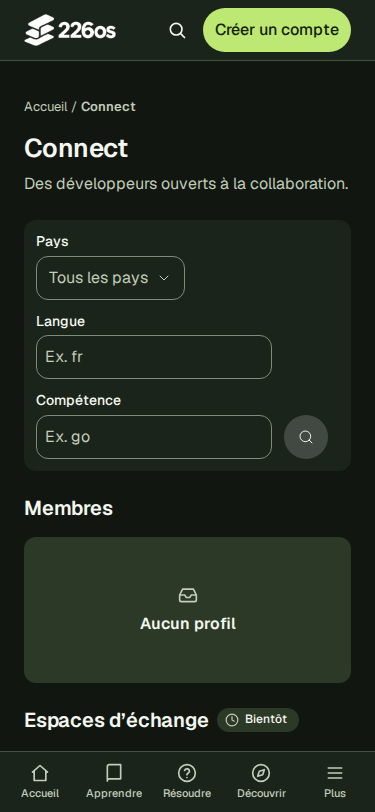 226os
Créer un compte
Accueil / Connect
Connect
Des développeurs ouverts à la collaboration.
Pays
Tous les pays
Langue
Ex. fr
Compétence
Ex. go
Membres
Aucun profil
Espaces d’échange
Bientôt
Accueil
Apprendre
Résoudre
Découvrir
Plus